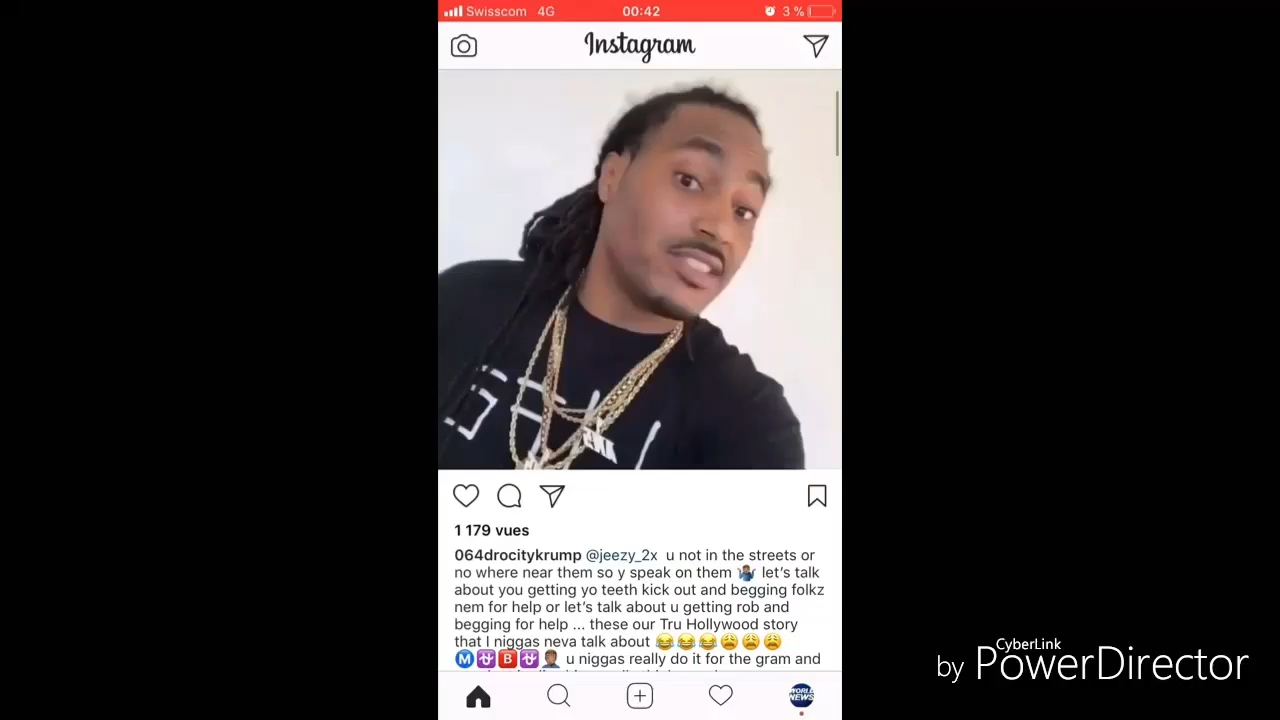 Swisscom 4G 00:42 3 %
Instagram
1 179 vues
064drocitykrump @jeezy_2x u not in the streets or
no where near them so y speak on them 🤷🏽‍♂️ let's talk
about you getting yo teeth kick out and begging folkz
nem for help or let's talk about u getting rob and
begging for help ... these our Tru Hollywood story
that I niggas neva talk about 😂😂😂😩😩😩
Ⓜ️⛎🅱️⛎🤦🏽‍♂️ u niggas really do it for the gram and
WORLD
NEWS
CyberLink
by PowerDirector